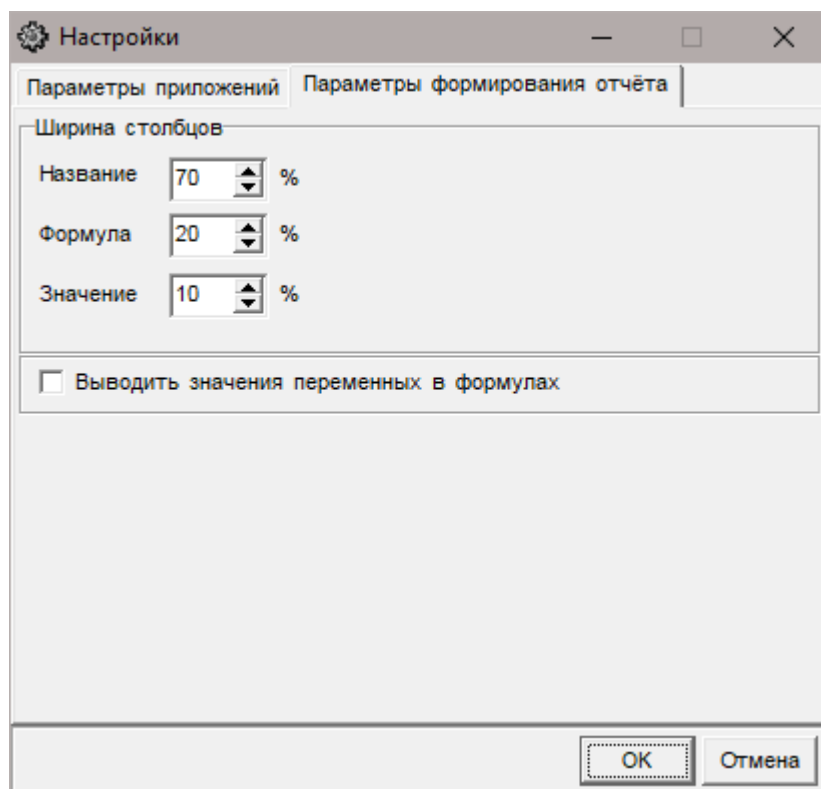 Настройки
Параметры приложений Параметры формирования отчёта
Ширина столбцов
Название 70 %
Формула 20 %
Значение 10 %
Выводить значения переменных в формулах
OK Отмена